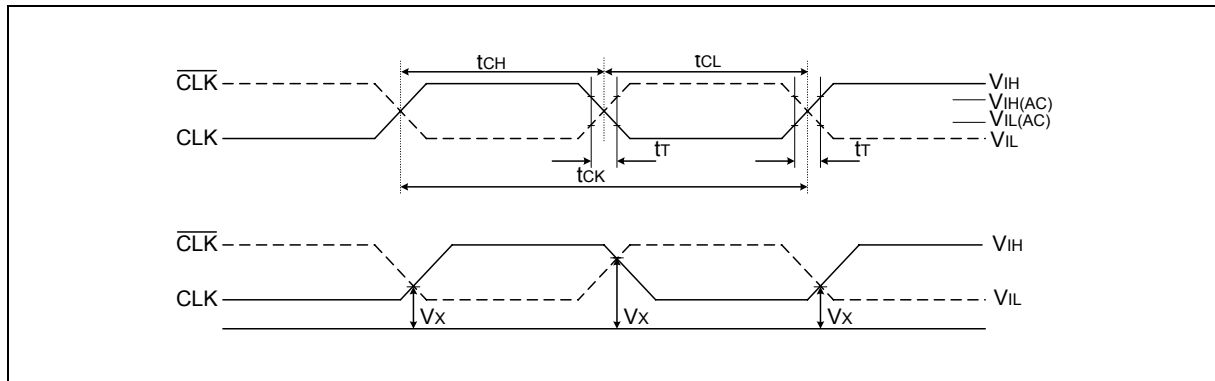 tCH tCL
CLK VIH
VIH(AC)
VIL(AC)
CLK VIL
tT tT
tCK
CLK VIH
CLK VIL
VX VX VX